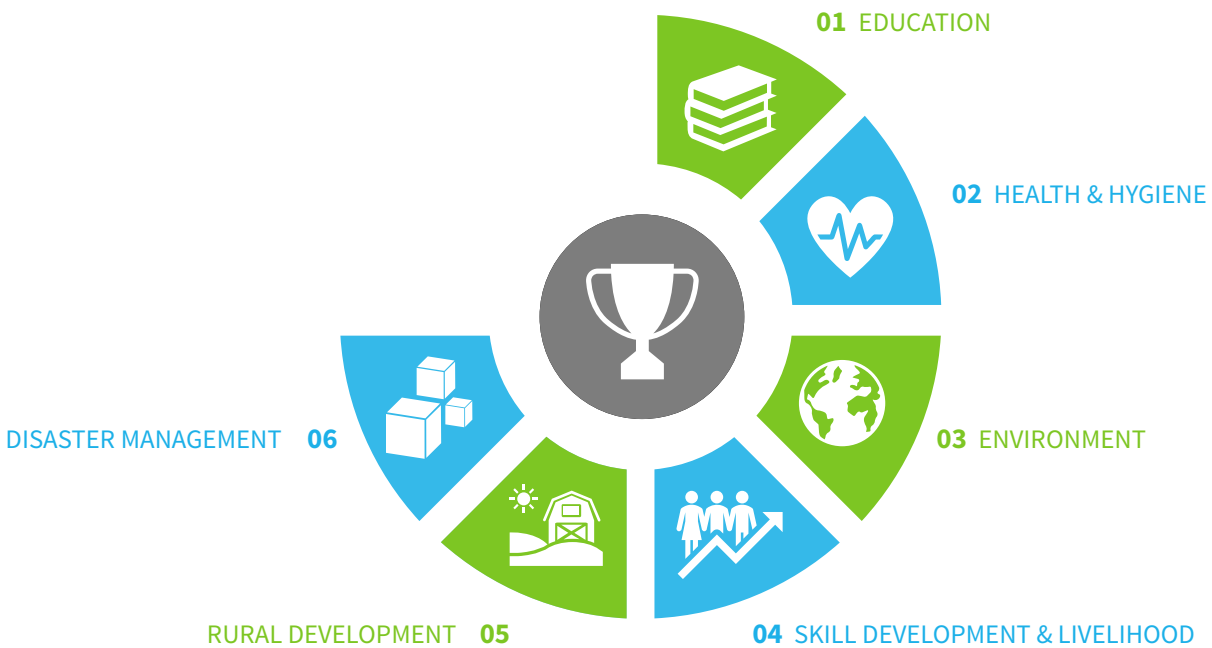 01 EDUCATION
02 HEALTH & HYGIENE
03 ENVIRONMENT
04 SKILL DEVELOPMENT & LIVELIHOOD
RURAL DEVELOPMENT 05
DISASTER MANAGEMENT 06